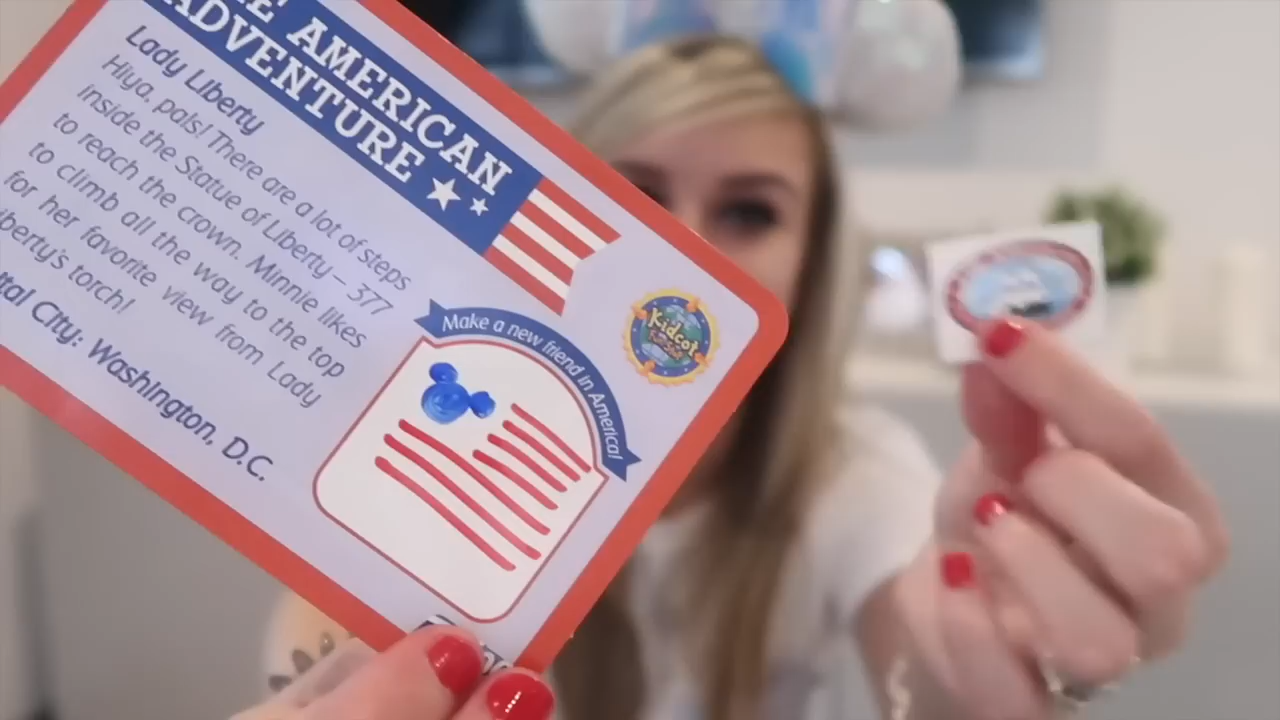 AMERICAN
ADVENTURE
Lady Liberty
Hiya, pals! There are a lot of steps
inside the Statue of Liberty – 377
to reach the crown. Minnie likes
to climb all the way to the top
for her favorite view from Lady
torch!
City: Washington, D.C.
Make a new friend in America!
Kidcot